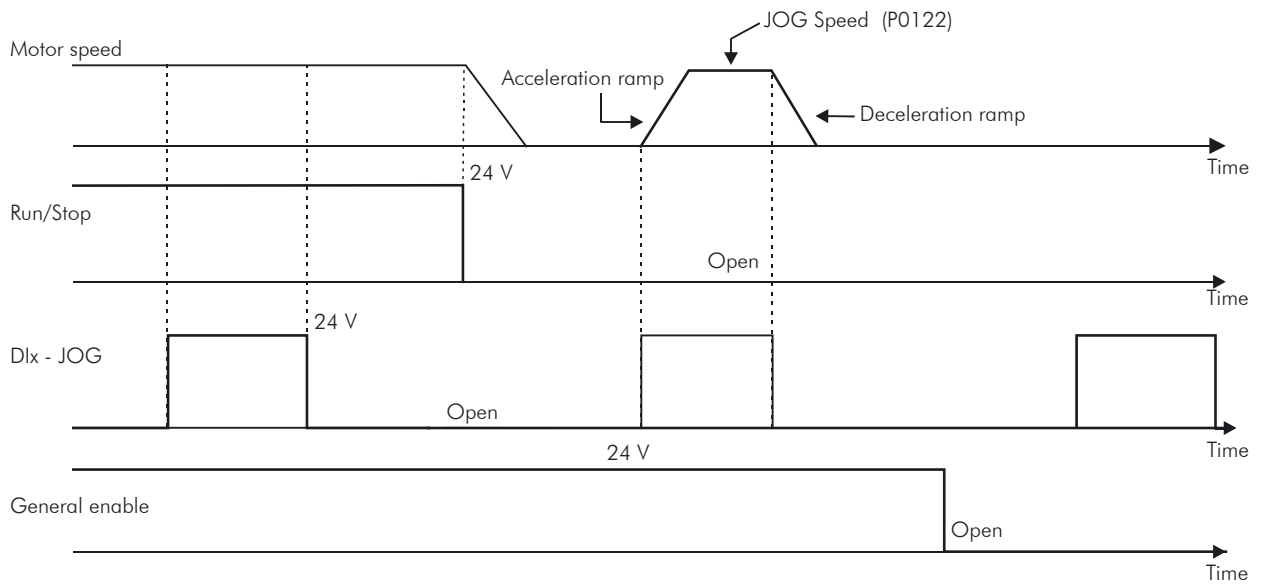 JOG Speed (P0122)
Motor speed
Acceleration ramp
Deceleration ramp
Time
24 V
Run/Stop
Open
Time
24 V
DIx - JOG
Open
Time
24 V
General enable
Open
Time